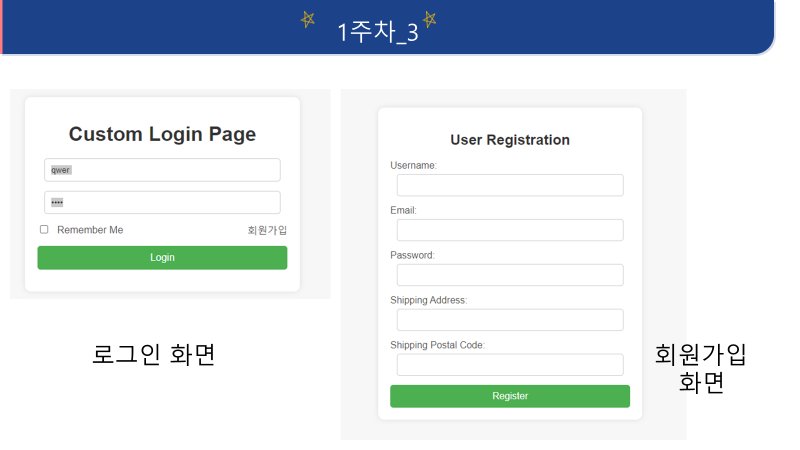 1주차_3
Custom Login Page
qwer
••••
Remember Me 회원가입
Login
로그인 화면
User Registration
Username:
Email:
Password:
Shipping Address:
Shipping Postal Code:
Register
회원가입
화면